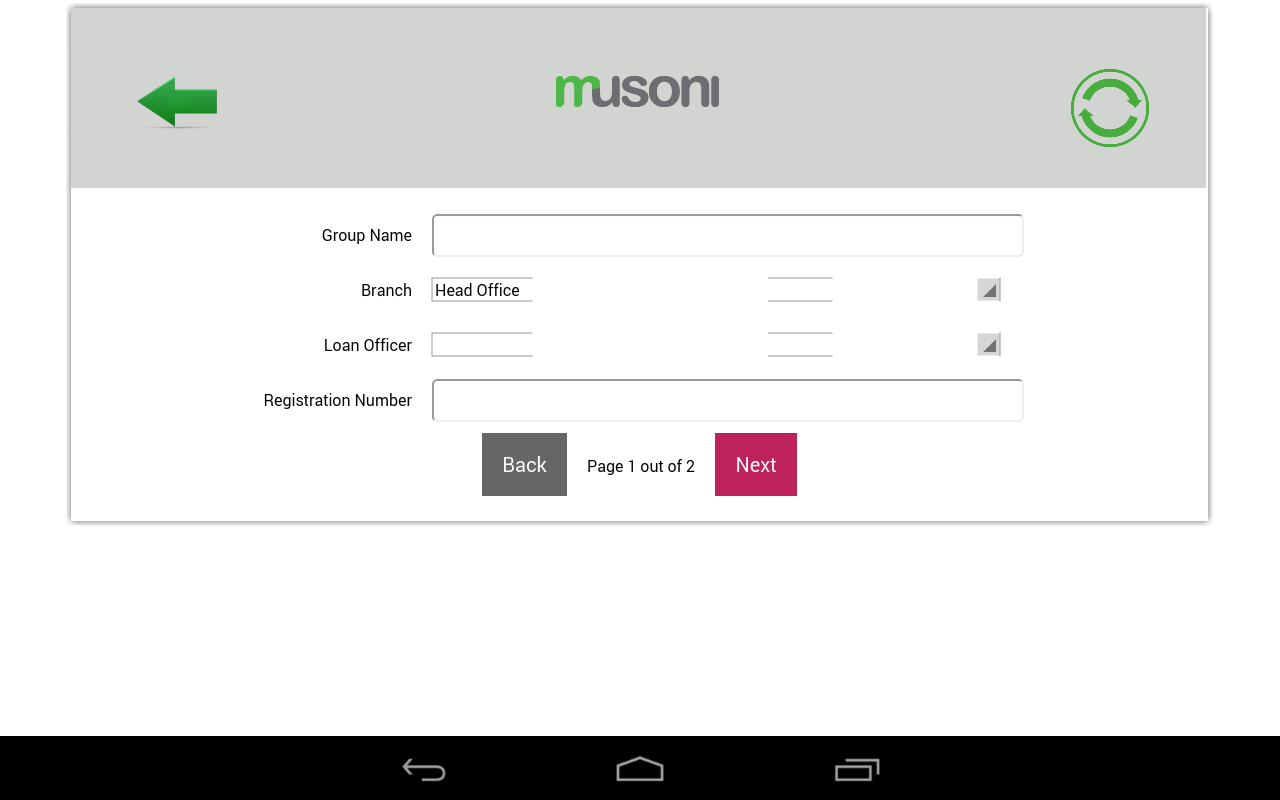 musoni
Group Name
Branch Head Office
Loan Officer
Registration Number
Back Page 1 out of 2 Next